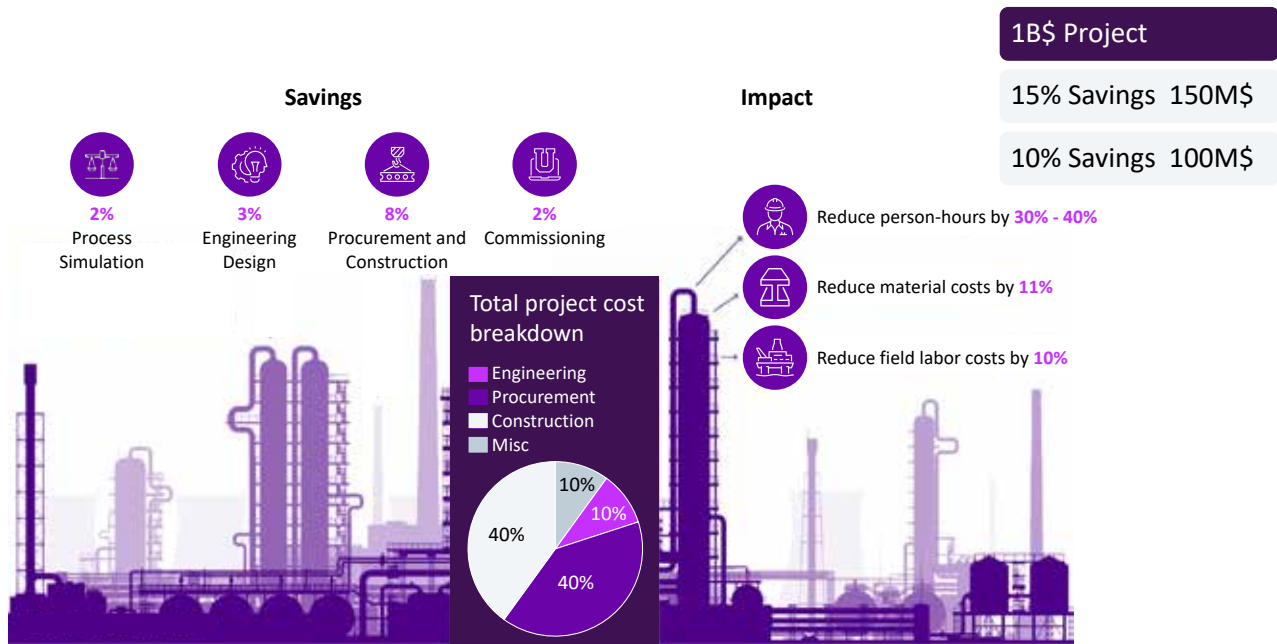 1B$ Project
15% Savings 150M$
10% Savings 100M$
Savings
2%
Process
Simulation
3%
Engineering
Design
8%
Procurement and
Construction
2%
Commissioning
Impact
Reduce person-hours by 30% - 40%
Reduce material costs by 11%
Reduce field labor costs by 10%
Total project cost
breakdown
Engineering
Procurement
Construction
Misc
10%
10%
40%
40%